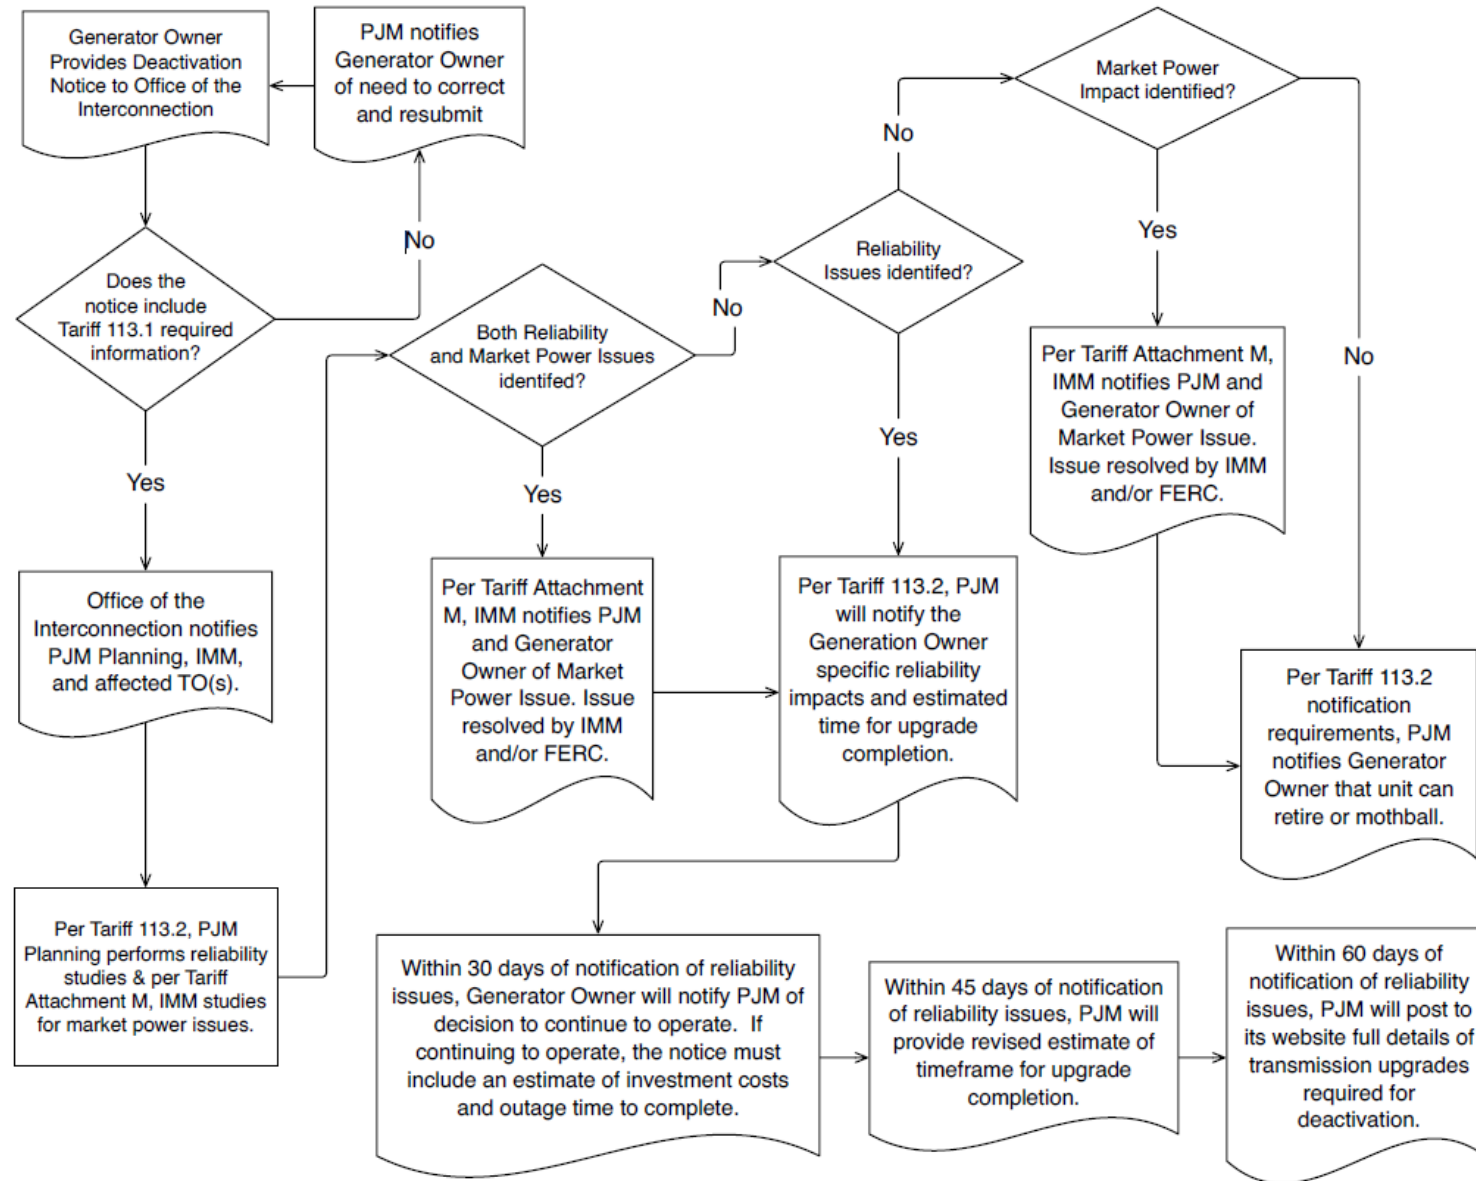 Generator Owner
Provides Deactivation
Notice to Office of the
Interconnection
PJM notifies
Generator Owner
of need to correct
and resubmit
Market Power
Impact identified?
No
Yes
No
Reliability
Issues identifed?
No
Yes
No
Does the
notice include
Tariff 113.1 required
information?
Yes
Both Reliability
and Market Power Issues
identifed?
Yes
Per Tariff Attachment M,
IMM notifies PJM and
Generator Owner of
Market Power Issue.
Issue resolved by IMM
and/or FERC.
Office of the
Interconnection notifies
PJM Planning, IMM,
and affected TO(s).
Per Tariff Attachment
M, IMM notifies PJM
and Generator
Owner of Market
Power Issue. Issue
resolved by IMM
and/or FERC.
Per Tariff 113.2, PJM
will notify the
Generation Owner
specific reliability
impacts and estimated
time for upgrade
completion.
Per Tariff 113.2
notification
requirements, PJM
notifies Generator
Owner that unit can
retire or mothball.
Per Tariff 113.2, PJM
Planning performs reliability
studies & per Tariff
Attachment M, IMM studies
for market power issues.
Within 30 days of notification of reliability
issues, Generator Owner will notify PJM of
decision to continue to operate. If
continuing to operate, the notice must
include an estimate of investment costs
and outage time to complete.
Within 45 days of notification
of reliability issues, PJM will
provide revised estimate of
timeframe for upgrade
completion.
Within 60 days of
notification of reliability
issues, PJM will post to
its website full details of
transmission upgrades
required for
deactivation.